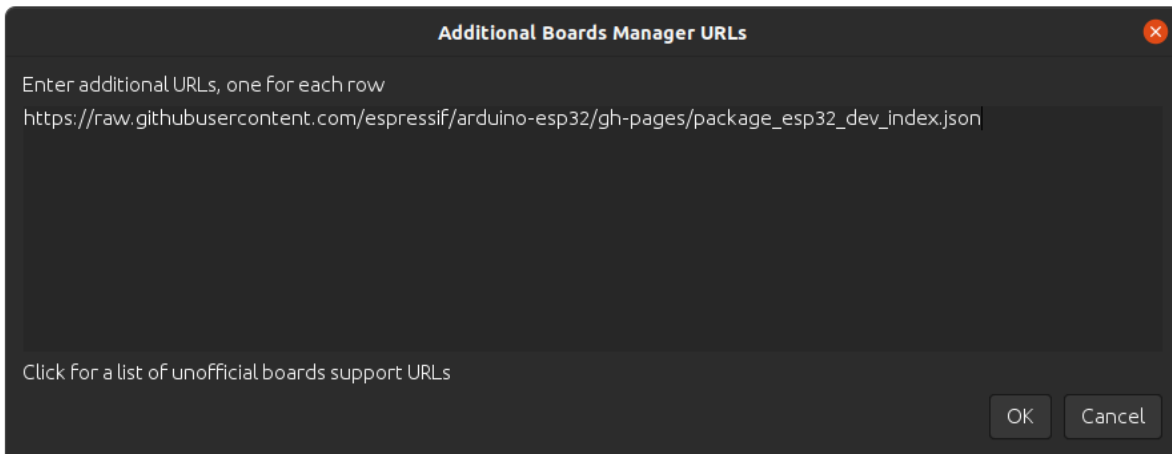 Additional Boards Manager URLs
Enter additional URLs, one for each row
https://raw.githubusercontent.com/espressif/arduino-esp32/gh-pages/package_esp32_dev_index.json
Click for a list of unofficial boards support URLs
OK Cancel